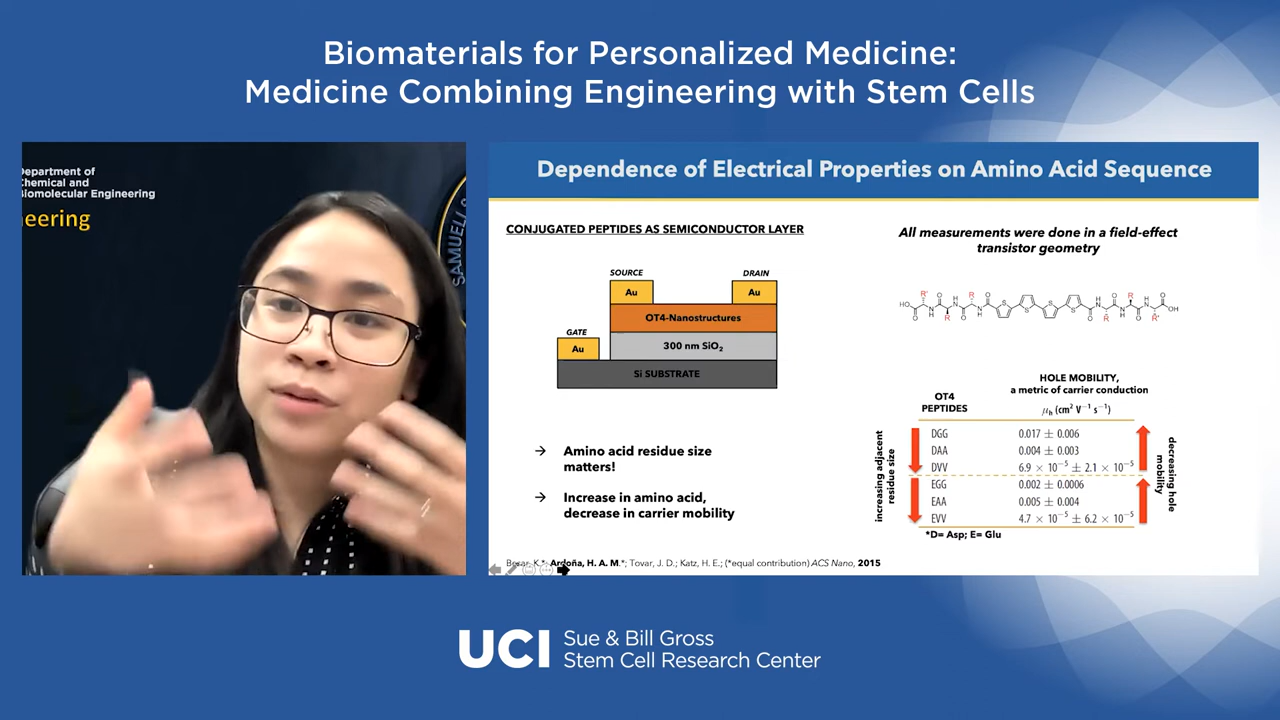 Biomaterials for Personalized Medicine:
Medicine Combining Engineering with Stem Cells
Department of
Chemical and
Biomolecular Engineering
eering
SAMUELI
Dependence of Electrical Properties on Amino Acid Sequence
CONJUGATED PEPTIDES AS SEMICONDUCTOR LAYER
SOURCE
DRAIN
Au
Au
OT4-Nanostructures
GATE
Au
300 nm SiO₂
Si SUBSTRATE
→ Amino acid residue size
matters!
→ Increase in amino acid,
decrease in carrier mobility
All measurements were done in a field-effect
transistor geometry
HO
R'
O
H
N
R
S
OH
HOLE MOBILITY,
a metric of carrier conduction
OT4
PEPTIDES
μₕ (cm² V⁻¹ s⁻¹)
DGG 0.017 ± 0.006
DAA 0.004 ± 0.003
DVV 6.9 × 10⁻⁵ ± 2.1 × 10⁻⁵
EGG 0.002 ± 0.0006
EAA 0.005 ± 0.004
EVV 4.7 × 10⁻⁵ ± 6.2 × 10⁻⁵
increasing adjacent
residue size
decreasing hole
mobility
*D= Asp; E= Glu
K.*; Ardoña, H. A. M.*; Tovar, J. D.; Katz, H. E.; (*equal contribution) ACS Nano, 2015
UCI
Sue & Bill Gross
Stem Cell Research Center